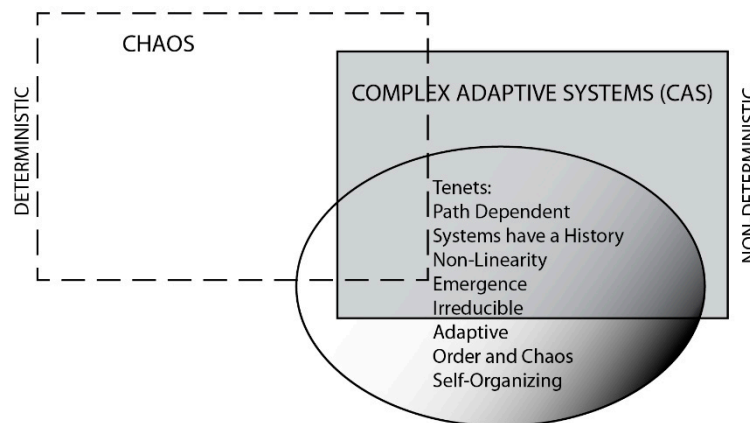 CHAOS
DETERMINISTIC
COMPLEX ADAPTIVE SYSTEMS (CAS)
NON-DETERMINISTIC
Tenets:
Path Dependent
Systems have a History
Non-Linearity
Emergence
Irreducible
Adaptive
Order and Chaos
Self-Organizing